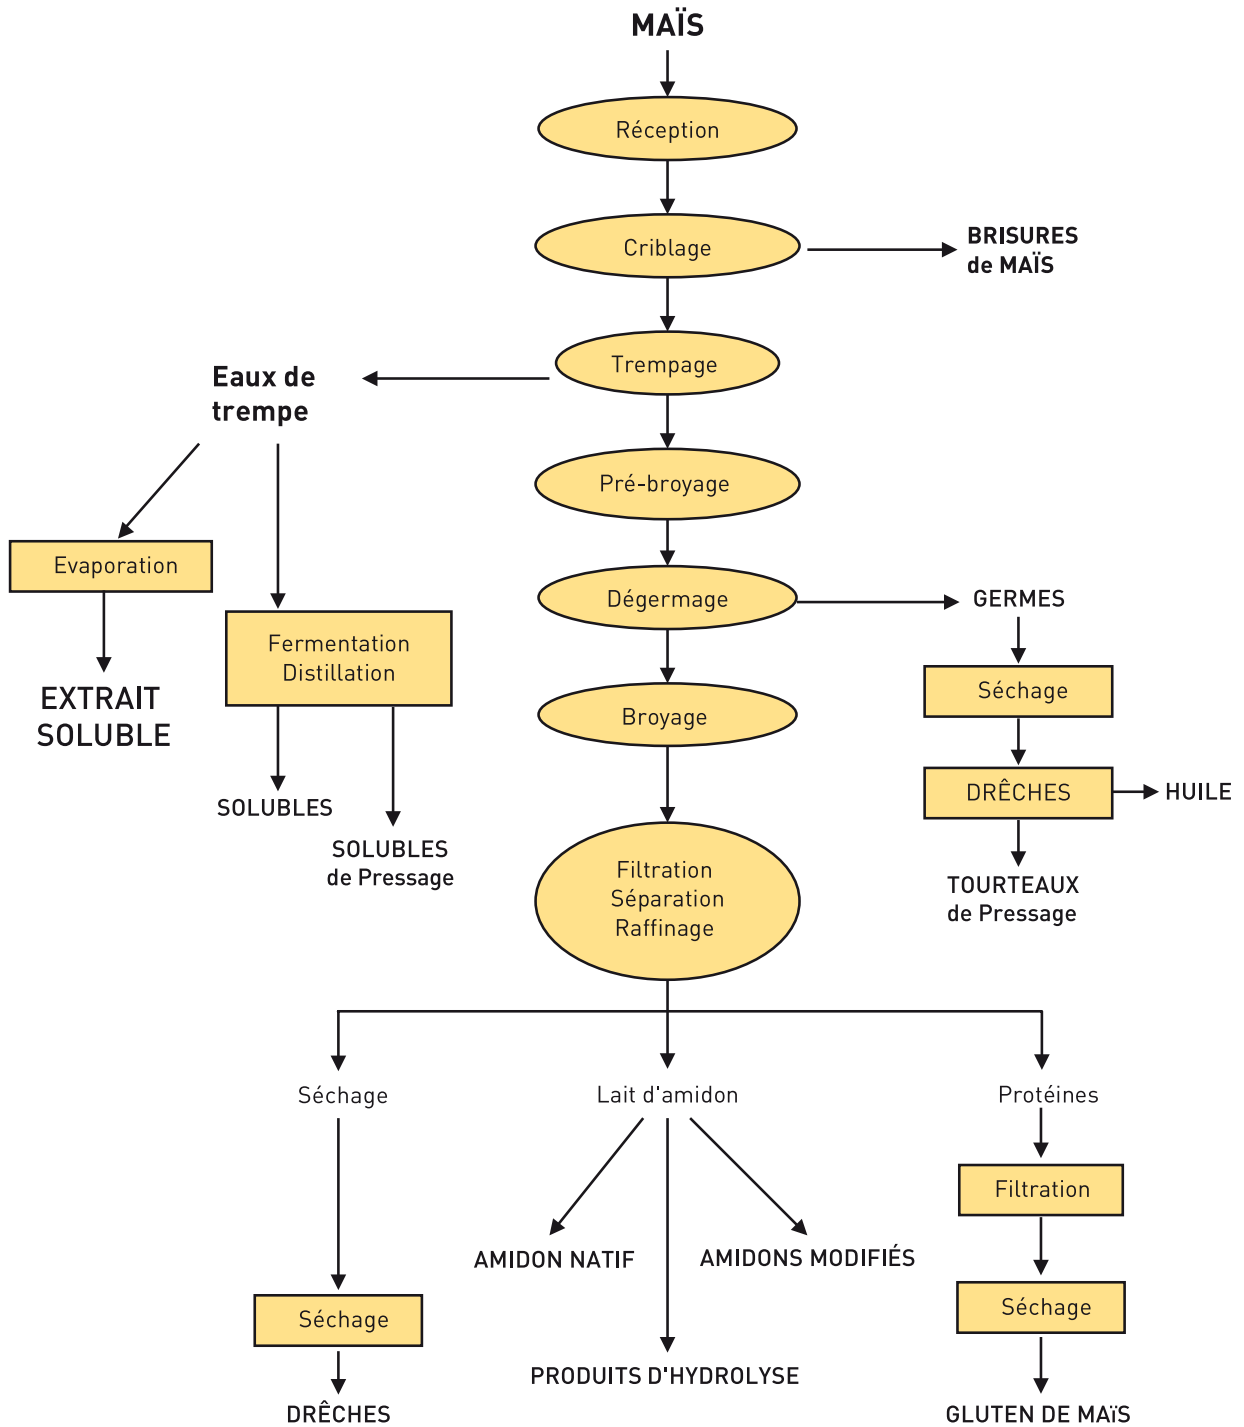 MAÏS
Réception
Criblage
BRISURES
de MAÏS
Trempage
Eaux de
trempe
Pré-broyage
Evaporation
Dégermage
GERMES
Fermentation
Distillation
Séchage
EXTRAIT
SOLUBLE
Broyage
DRÊCHES
HUILE
SOLUBLES
SOLUBLES
de Pressage
Filtration
Séparation
Raffinage
TOURTEAUX
de Pressage
Séchage
Lait d'amidon
Protéines
Filtration
AMIDON NATIF
AMIDONS MODIFIÉS
Séchage
Séchage
PRODUITS D'HYDROLYSE
DRÊCHES
GLUTEN DE MAïS